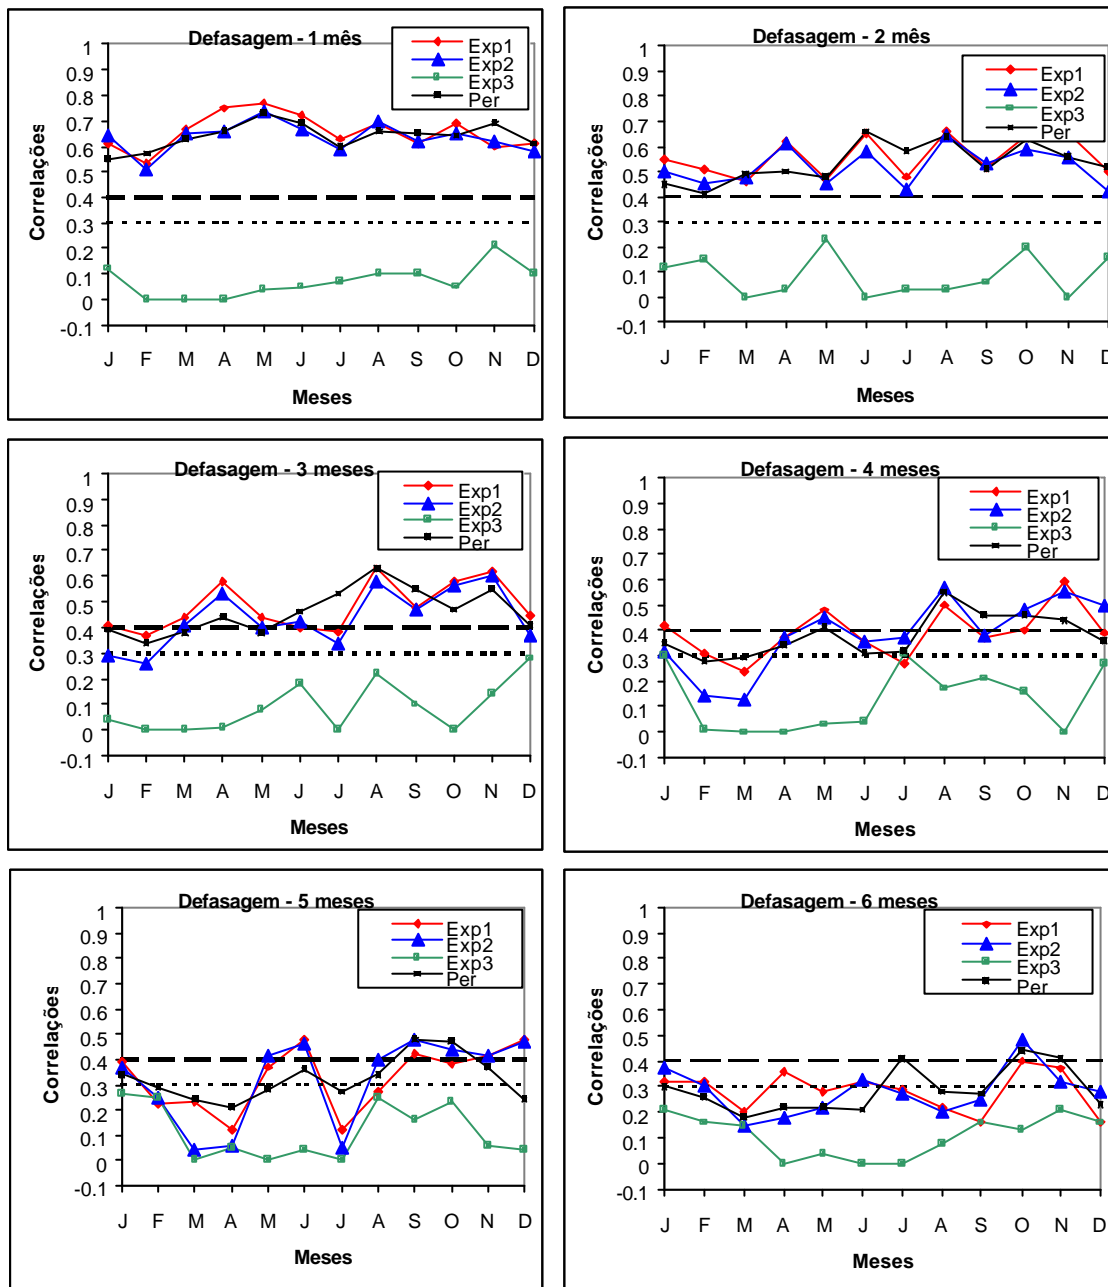 Defasagem - 1 mês
Exp1
Exp2
Exp3
Per
Correlações
1
0.9
0.8
0.7
0.6
0.5
0.4
0.3
0.2
0.1
0
-0.1
J F M A M J J A S O N D
Meses
Defasagem - 2 mês
Exp1
Exp2
Exp3
Per
Correlações
1
0.9
0.8
0.7
0.6
0.5
0.4
0.3
0.2
0.1
0
-0.1
J F M A M J J A S O N D
Meses
Defasagem - 3 meses
Exp1
Exp2
Exp3
Per
Correlações
1
0.9
0.8
0.7
0.6
0.5
0.4
0.3
0.2
0.1
0
-0.1
J F M A M J J A S O N D
Meses
Defasagem - 4 meses
Exp1
Exp2
Exp3
Per
Correlações
1
0.9
0.8
0.7
0.6
0.5
0.4
0.3
0.2
0.1
0
-0.1
J F M A M J J A S O N D
Meses
Defasagem - 5 meses
Exp1
Exp2
Exp3
Per
Correlações
1
0.9
0.8
0.7
0.6
0.5
0.4
0.3
0.2
0.1
0
-0.1
J F M A M J J A S O N D
Meses
Defasagem - 6 meses
Exp1
Exp2
Exp3
Per
Correlações
1
0.9
0.8
0.7
0.6
0.5
0.4
0.3
0.2
0.1
0
-0.1
J F M A M J J A S O N D
Meses